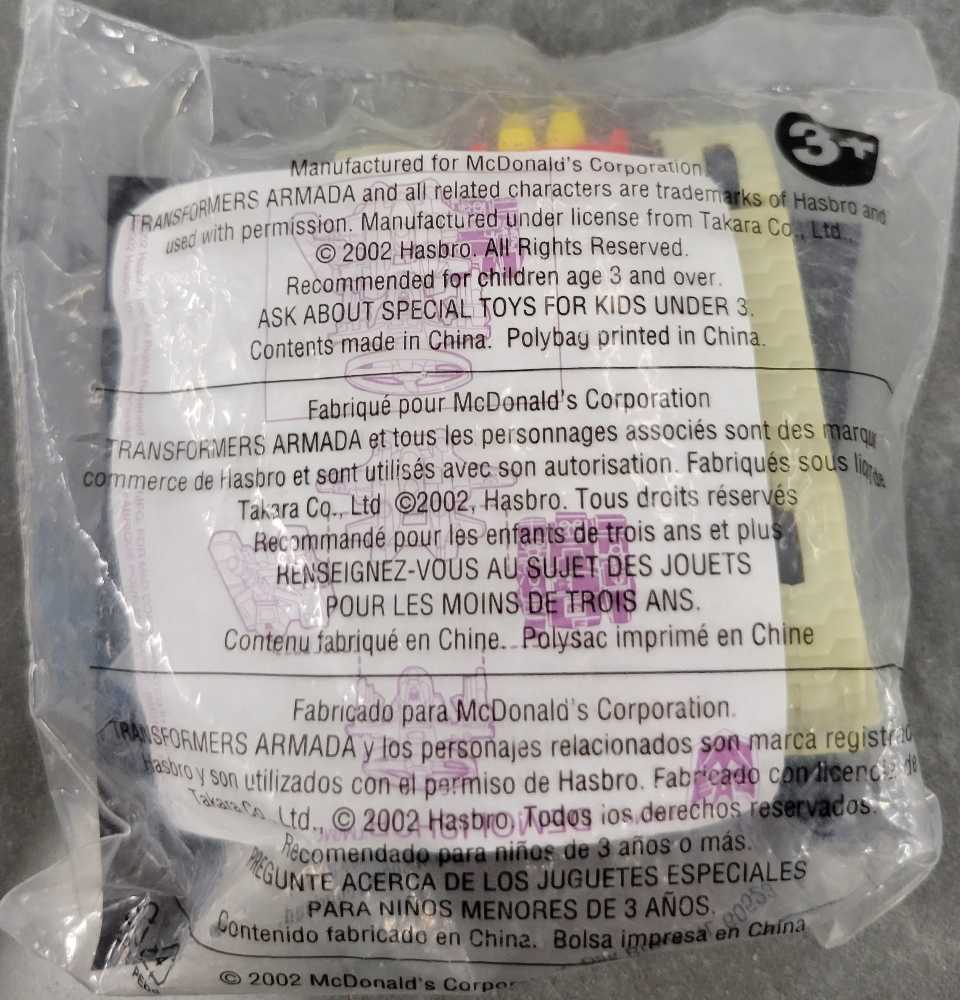 3+
Manufactured for McDonald's Corporation.
TRANSFORMERS ARMADA and all related characters are trademarks of Hasbro and
used with permission. Manufactured under license from Takara Co., Ltd.
© 2002 Hasbro. All Rights Reserved.
Recommended for children age 3 and over.
ASK ABOUT SPECIAL TOYS FOR KIDS UNDER 3.
Contents made in China. Polybag printed in China.
Fabriqué pour McDonald's Corporation
TRANSFORMERS ARMADA et tous les personnages associés sont des
commerce de Hasbro et sont utilisés avec son autorisation. Fabriqués sous
Takara Co., Ltd ©2002, Hasbro. Tous droits réservés
Recommandé pour les enfants de trois ans et plus
RENSEIGNEZ-VOUS AU SUJET DES JOUETS
POUR LES MOINS DE TROIS ANS.
Contenu fabriqué en Chine. Polysac imprimé en Chine
Fabricado para McDonald's Corporation.
TRANSFORMERS ARMADA y los personajes relacionados son marca
Hasbro y son utilizados con el permiso de Hasbro. Fabricado con licencia de
Takara Co., Ltd., © 2002 Hasbro. Todos los derechos reservados.
Recomendado para niños de 3 años o más.
PREGUNTE ACERCA DE LOS JUGUETES ESPECIALES
PARA NIÑOS MENORES DE 3 AÑOS.
Contenido fabricado en China. Bolsa impresa en China
© 2002 McDonald's